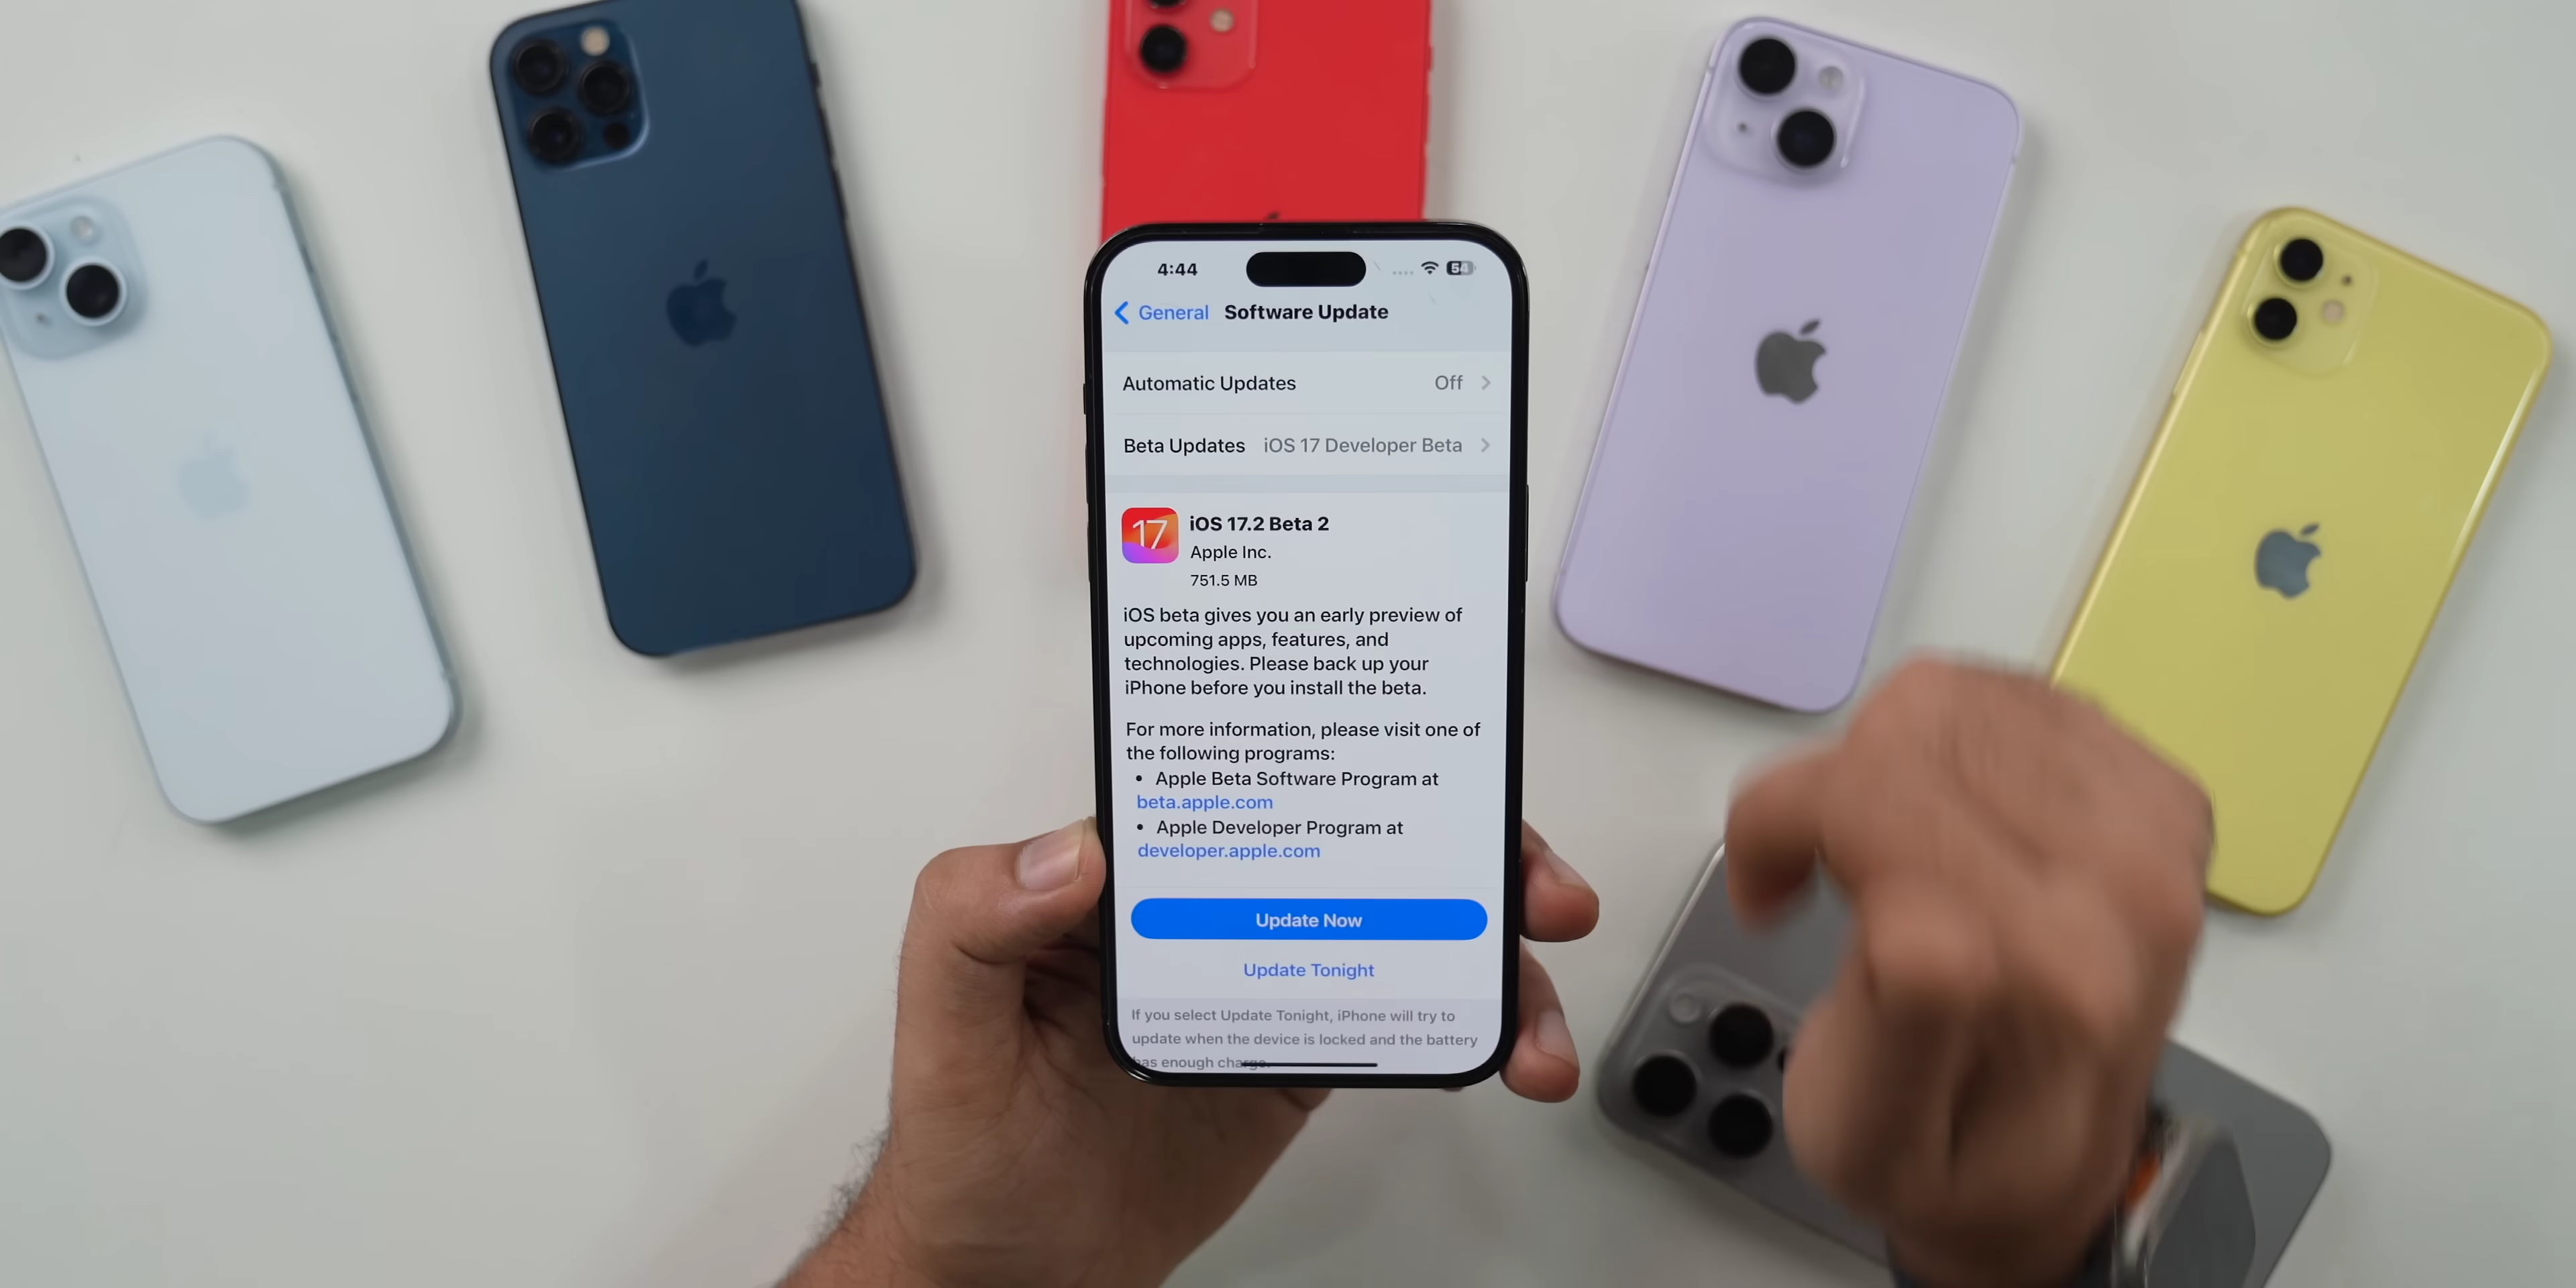 4:44
54
General Software Update
Automatic Updates Off
Beta Updates iOS 17 Developer Beta
17
iOS 17.2 Beta 2
Apple Inc.
751.5 MB
iOS beta gives you an early preview of
upcoming apps, features, and
technologies. Please back up your
iPhone before you install the beta.
For more information, please visit one of
the following programs:
• Apple Beta Software Program at
beta.apple.com
• Apple Developer Program at
developer.apple.com
Update Now
Update Tonight
If you select Update Tonight, iPhone will try to
update when the device is locked and the battery
has enough charge.